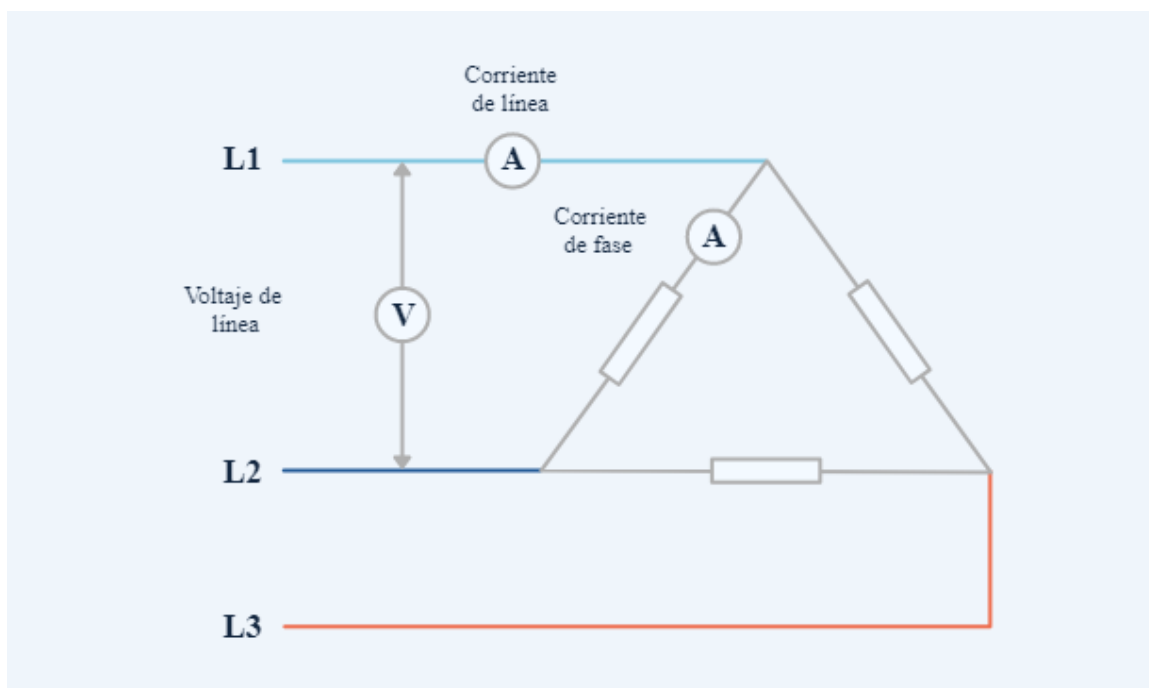 Corriente
de línea
L1
A
Corriente
de fase
A
Voltaje de
línea
V
L2
L3